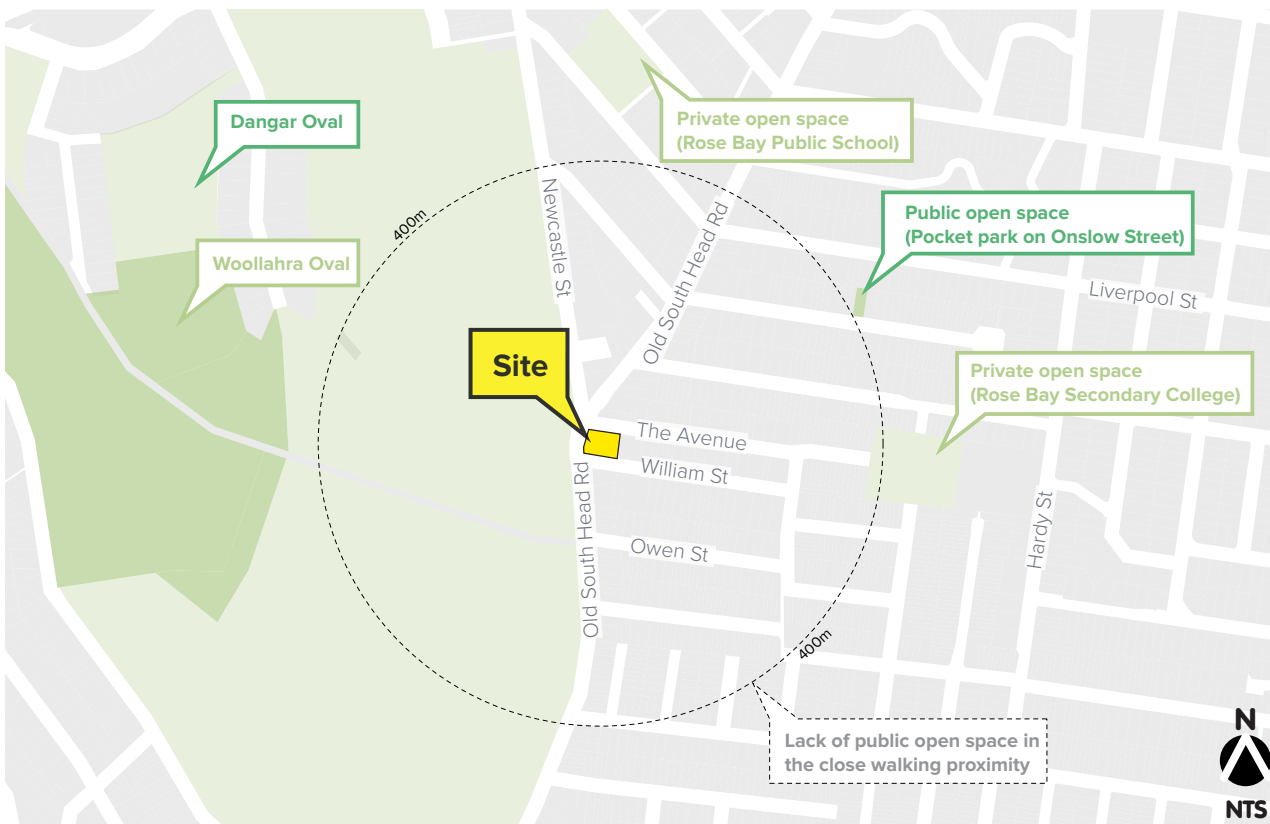 Dangar Oval
Private open space
(Rose Bay Public School)
Woollahra Oval
400m
Newcastle St
Old South Head Rd
Public open space
(Pocket park on Onslow Street)
Liverpool St
Site
Private open space
(Rose Bay Secondary College)
The Avenue
William St
Old South Head Rd
Owen St
Hardy St
400m
Lack of public open space in
the close walking proximity
N
NTS